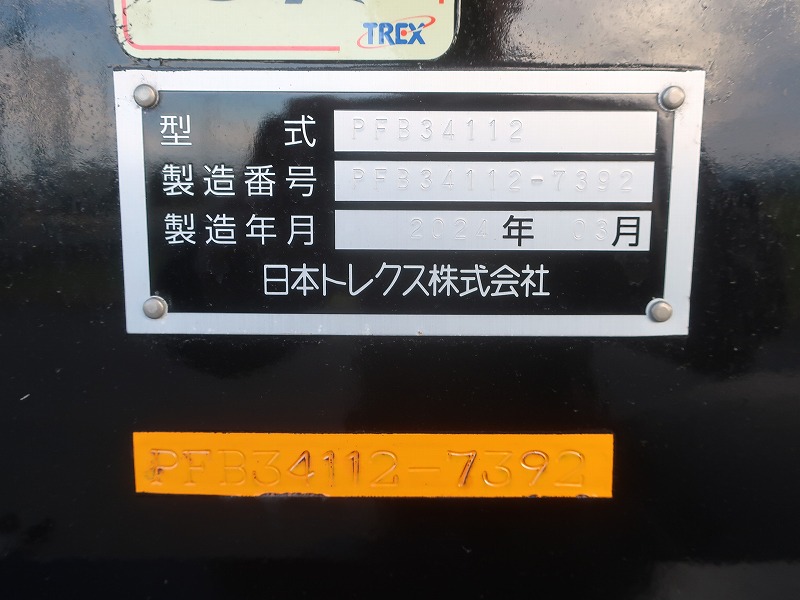 TREX
型式 PFB34112
製造番号 PFB34112-7392
製造年月 2024年 03月
日本トレクス株式会社
PFB34112-7392